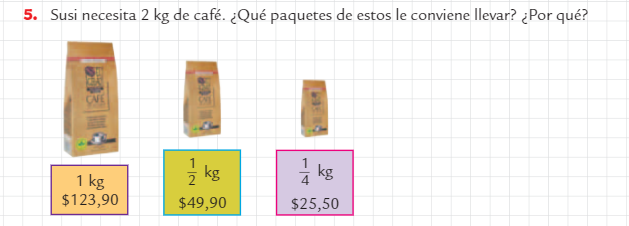 5. Susi necesita 2 kg de café. ¿Qué paquetes de estos le conviene llevar? ¿Por qué?
CAFÉ
1 kg
$123,90
1/2 kg
$49,90
1/4 kg
$25,50